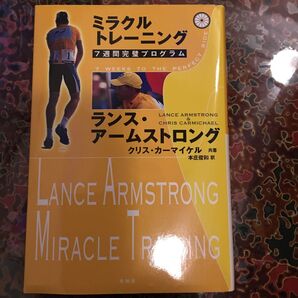 ミラクル
トレーニング
7週間完璧プログラム
7 WEEKS TO THE PERFECT RIDE
LANCE ARMSTRONG
&
CHRIS CARMICHAEL
ランス・
アームストロング
クリス・カーマイケル 共著
本庄俊和 訳
LANCE ARMSTRONG
MIRACLE TRAINING